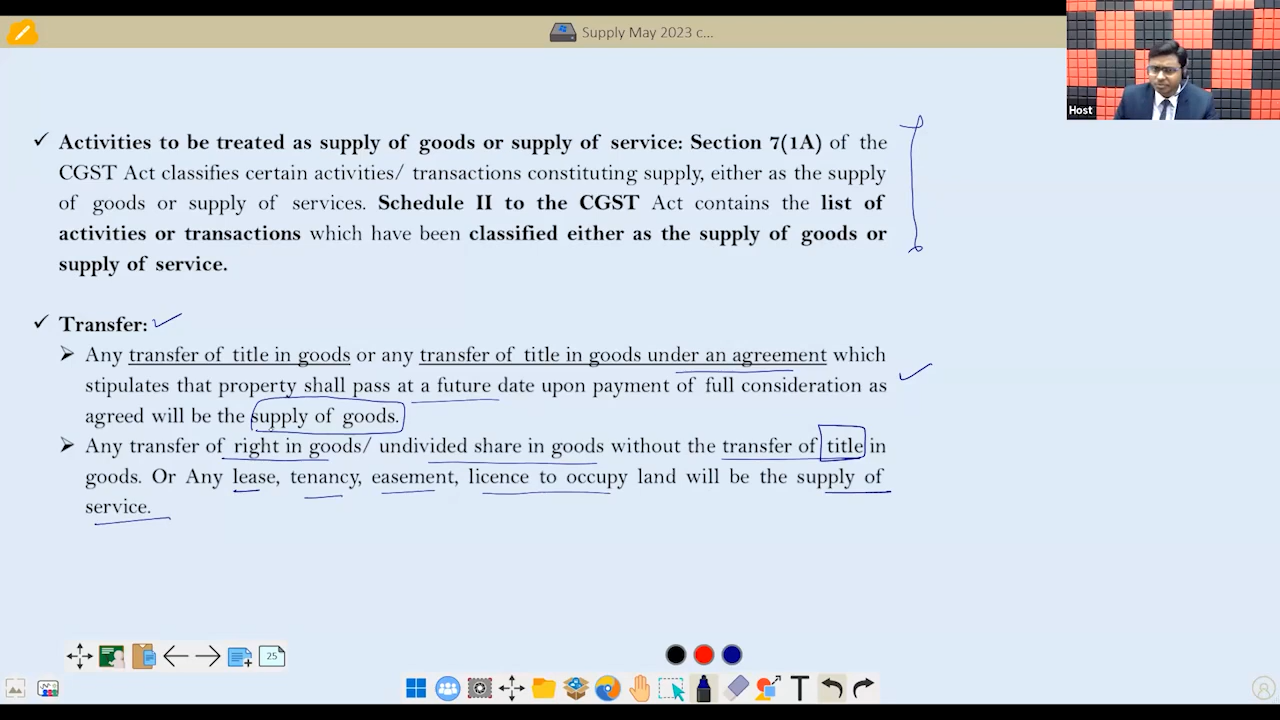 Supply May 2023 c...
Host
Activities to be treated as supply of goods or supply of service: Section 7(1A) of the
CGST Act classifies certain activities/ transactions constituting supply, either as the supply
of goods or supply of services. Schedule II to the CGST Act contains the list of
activities or transactions which have been classified either as the supply of goods or
supply of service.
Transfer:
Any transfer of title in goods or any transfer of title in goods under an agreement which
stipulates that property shall pass at a future date upon payment of full consideration as
agreed will be the supply of goods.
Any transfer of right in goods/ undivided share in goods without the transfer of title in
goods. Or Any lease, tenancy, easement, licence to occupy land will be the supply of
service.
25
T